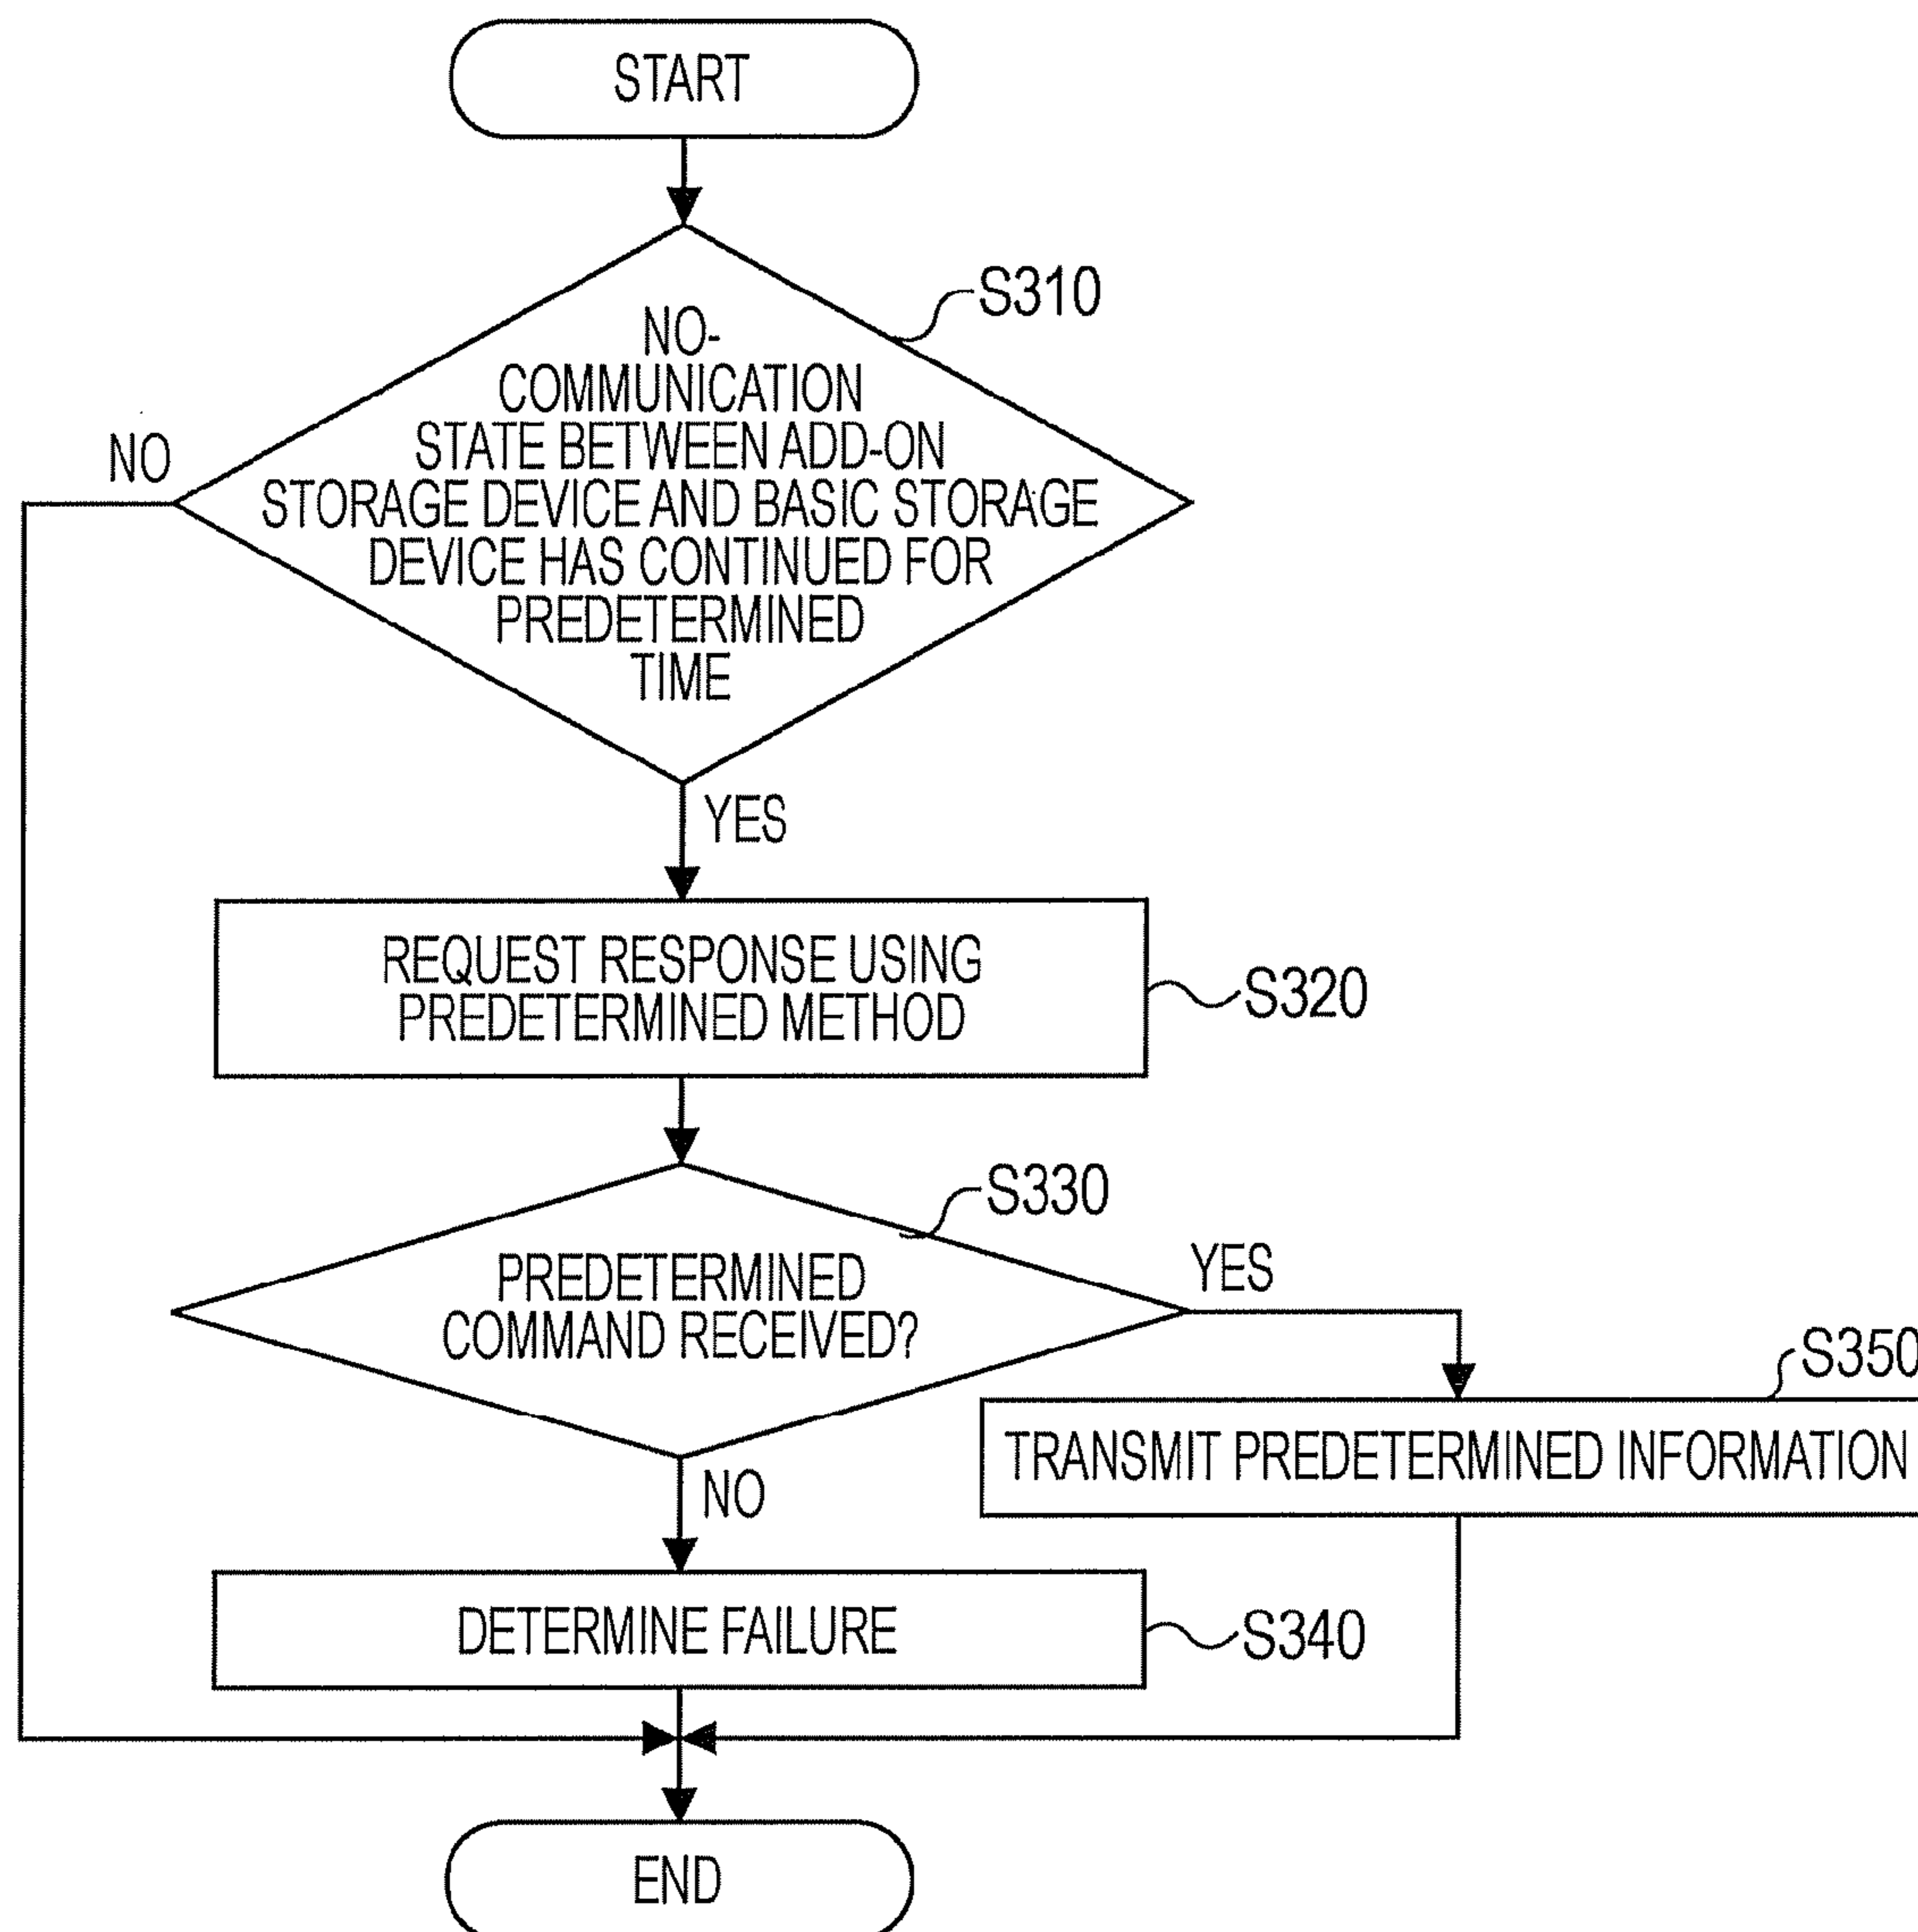 START
S310
NO-
COMMUNICATION
STATE BETWEEN ADD-ON
STORAGE DEVICE AND BASIC STORAGE
DEVICE HAS CONTINUED FOR
PREDETERMINED
TIME
NO
YES
REQUEST RESPONSE USING
PREDETERMINED METHOD
S320
S330
PREDETERMINED
COMMAND RECEIVED?
YES
S350
TRANSMIT PREDETERMINED INFORMATION
NO
DETERMINE FAILURE
S340
END